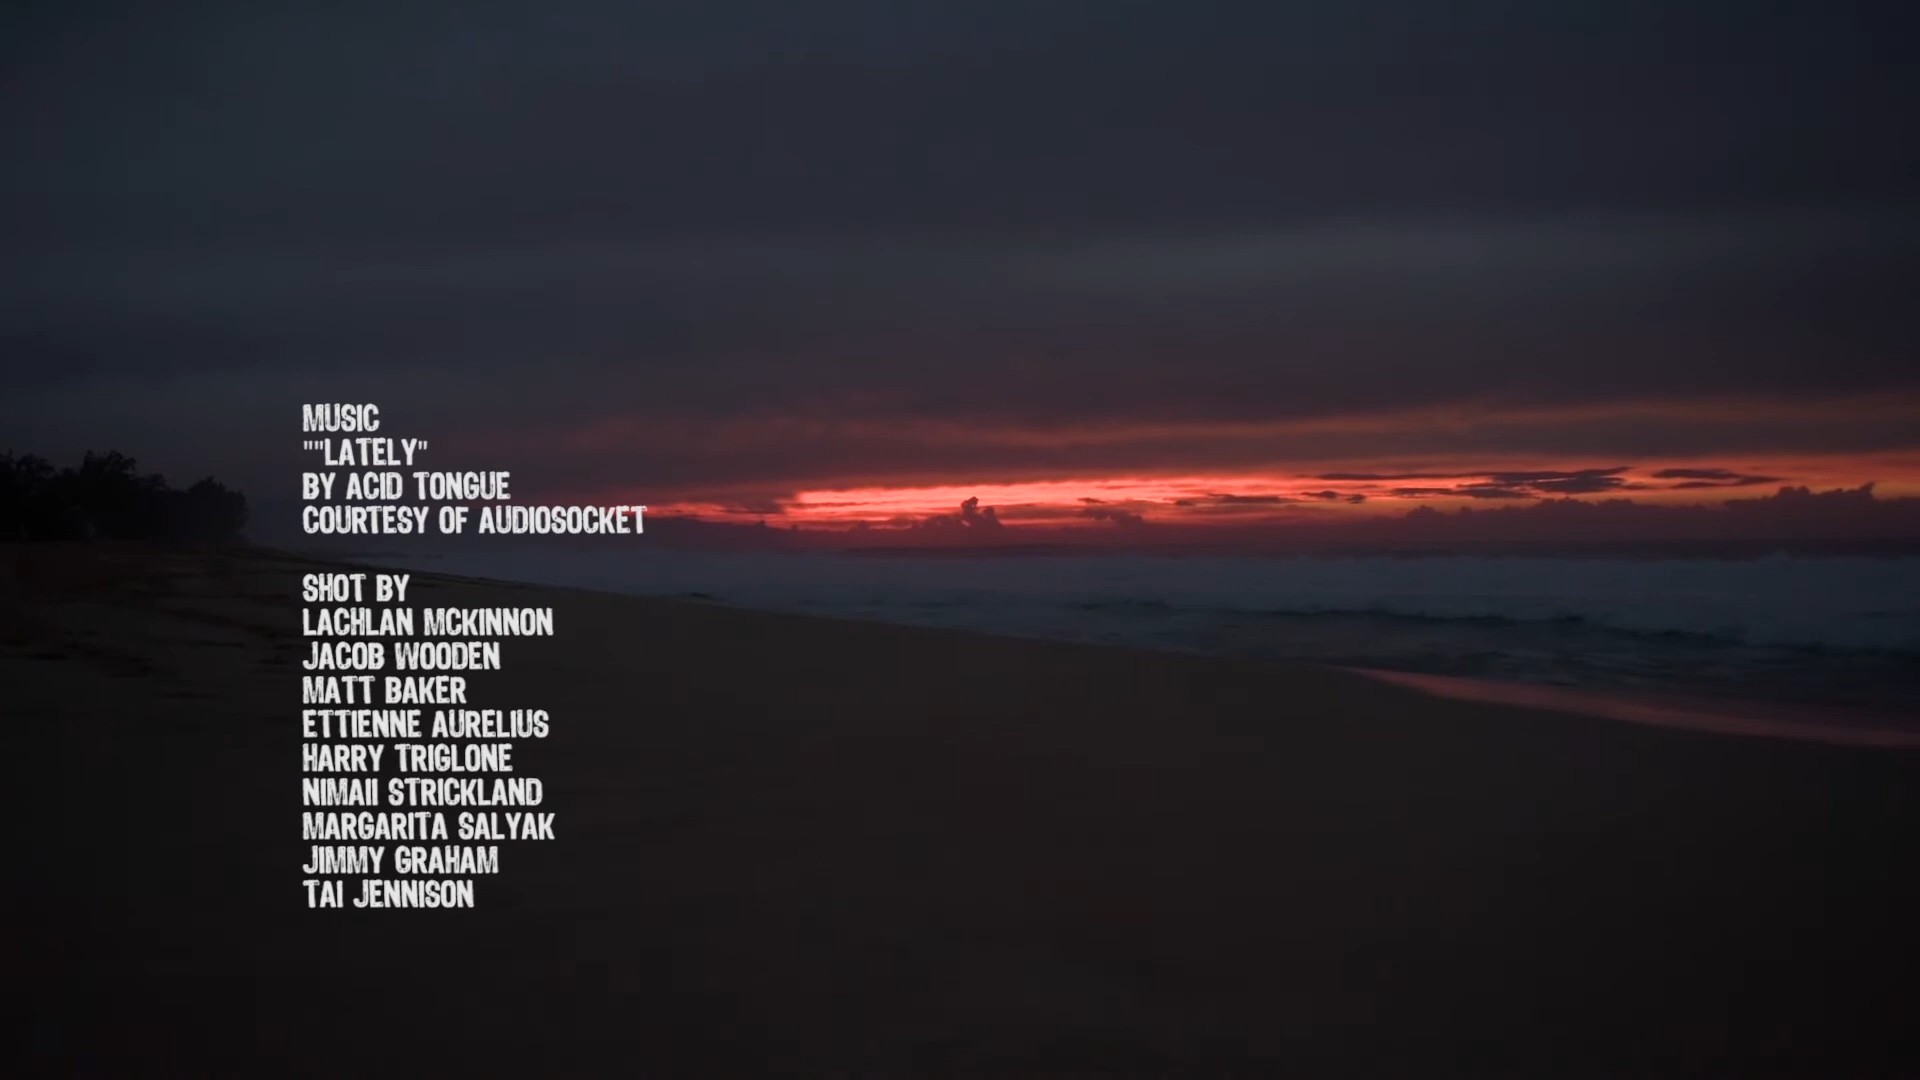 MUSIC
""LATELY"
BY ACID TONGUE
COURTESY OF AUDIOSOCKET
SHOT BY
LACHLAN MCKINNON
JACOB WOODEN
MATT BAKER
ETTIENNE AURELIUS
HARRY TRIGLONE
NIMAII STRICKLAND
MARGARITA SALYAK
JIMMY GRAHAM
TAI JENNISON